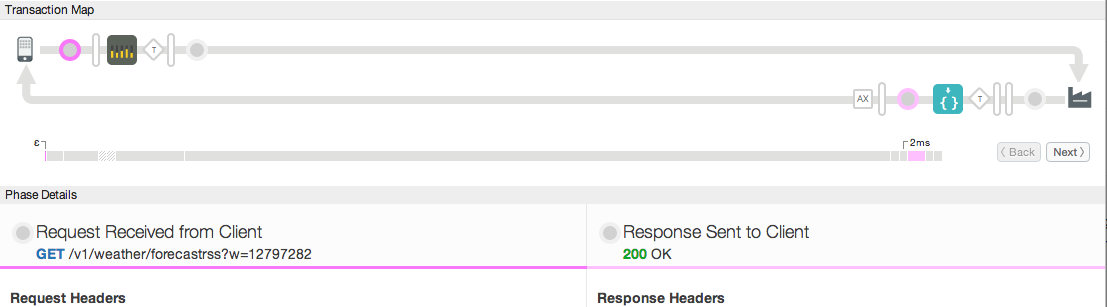 Transaction Map
T
AX
{ }
T
ε
2ms
Back
Next
Phase Details
Request Received from Client
GET /v1/weather/forecastrss?w=12797282
Response Sent to Client
200 OK
Request Headers
Response Headers